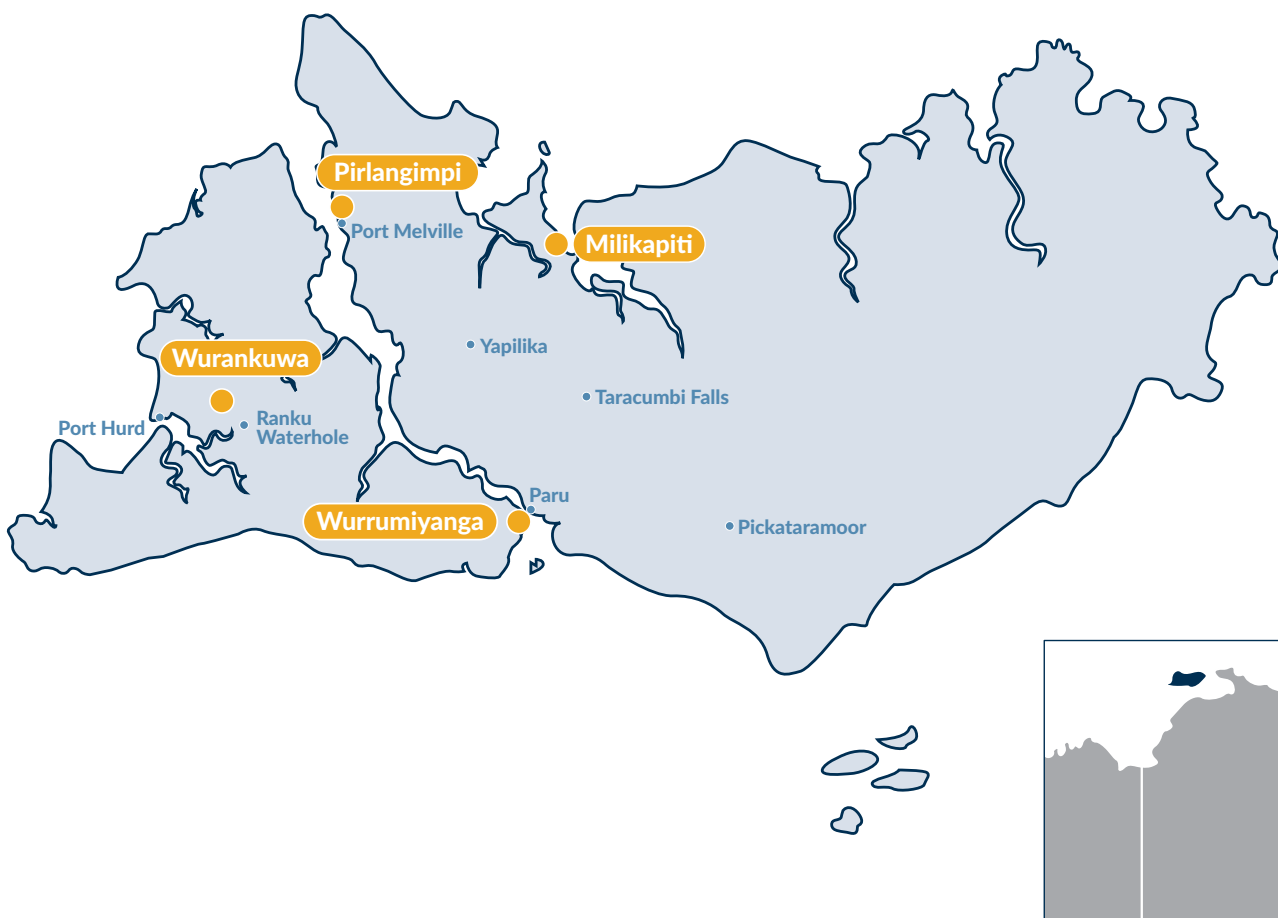 Pirlangimpi
Port Melville
Milikapiti
Yapilika
Wurankuwa
Taracumbi Falls
Port Hurd
Ranku
Waterhole
Paru
Wurrumiyanga
Pickataramoor